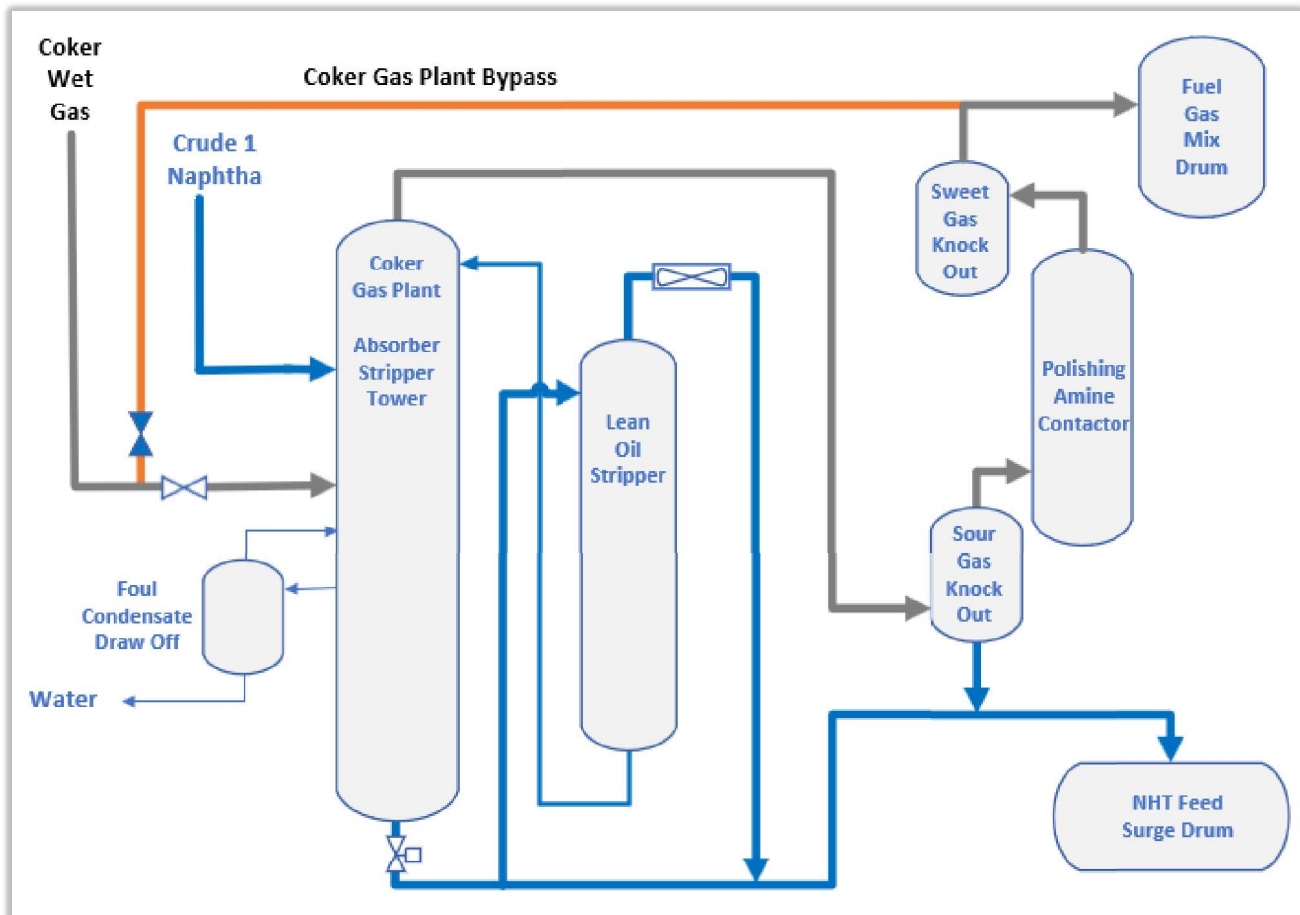 Coker
Wet
Gas
Coker Gas Plant Bypass
Crude 1
Naphtha
Fuel
Gas
Mix
Drum
Sweet
Gas
Knock
Out
Coker
Gas Plant
Absorber
Stripper
Tower
Lean
Oil
Stripper
Polishing
Amine
Contactor
Sour
Gas
Knock
Out
Foul
Condensate
Draw Off
Water
NHT Feed
Surge Drum